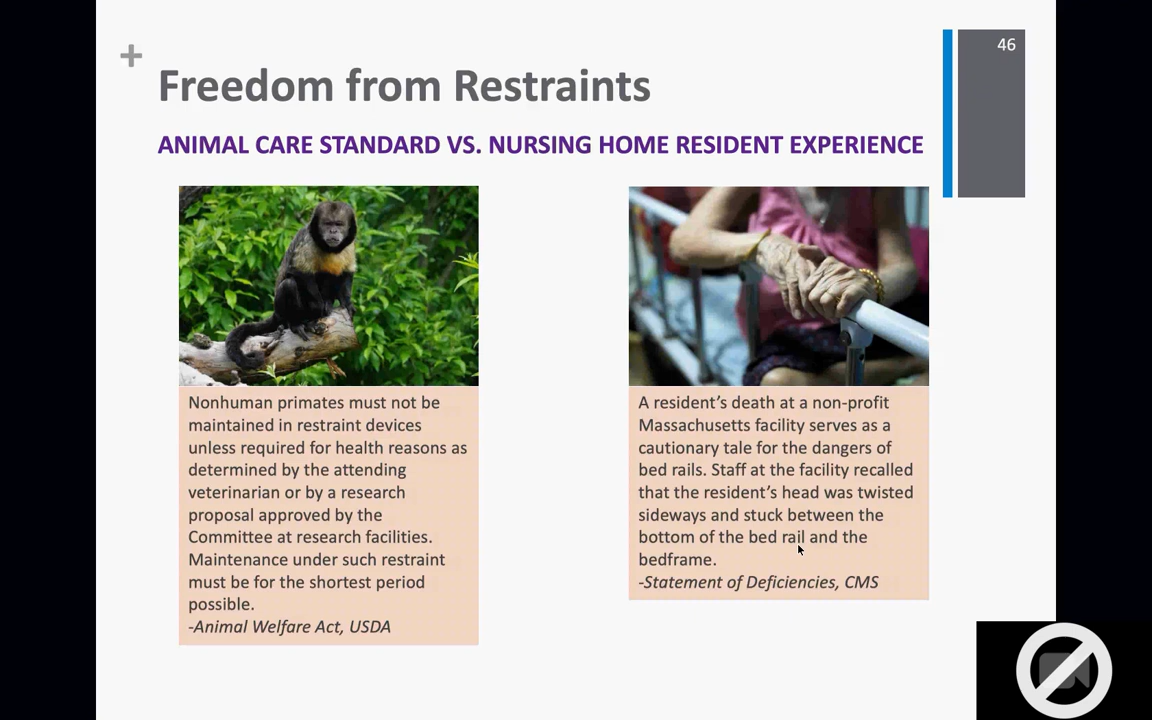 46
+
Freedom from Restraints
ANIMAL CARE STANDARD VS. NURSING HOME RESIDENT EXPERIENCE
Nonhuman primates must not be
maintained in restraint devices
unless required for health reasons as
determined by the attending
veterinarian or by a research
proposal approved by the
Committee at research facilities.
Maintenance under such restraint
must be for the shortest period
possible.
-Animal Welfare Act, USDA
A resident’s death at a non-profit
Massachusetts facility serves as a
cautionary tale for the dangers of
bed rails. Staff at the facility recalled
that the resident’s head was twisted
sideways and stuck between the
bottom of the bed rail and the
bedframe.
-Statement of Deficiencies, CMS